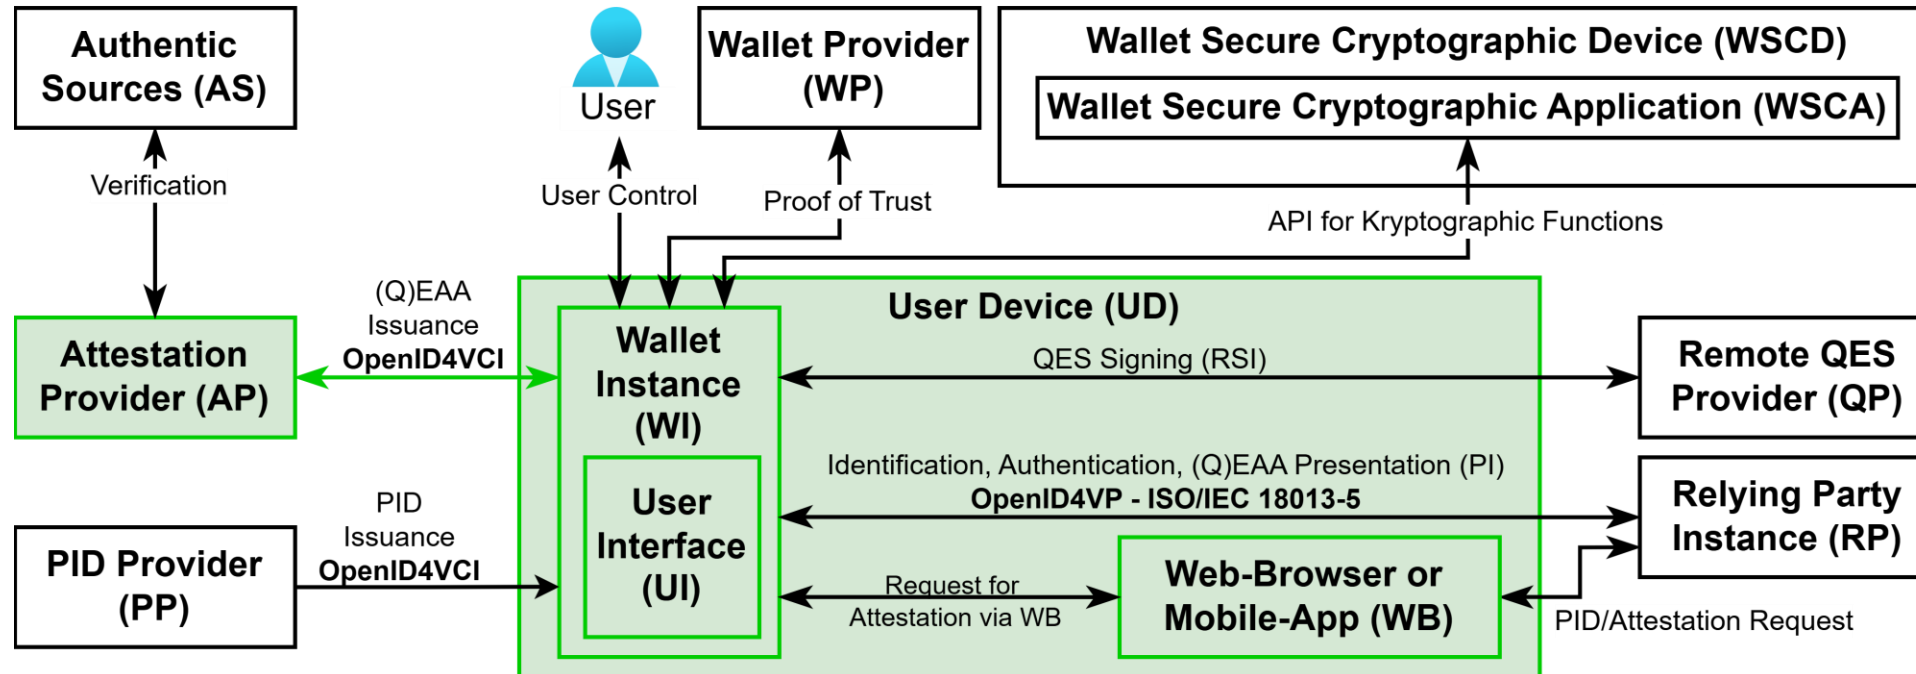 Authentic
Sources (AS)
User
Wallet Provider
(WP)
Wallet Secure Cryptographic Device (WSCD)
Wallet Secure Cryptographic Application (WSCA)
Verification
User Control
Proof of Trust
API for Kryptographic Functions
(Q)EAA
Issuance
OpenID4VCI
Attestation
Provider (AP)
User Device (UD)
Wallet
Instance
(WI)
QES Signing (RSI)
Remote QES
Provider (QP)
Identification, Authentication, (Q)EAA Presentation (PI)
OpenID4VP - ISO/IEC 18013-5
Relying Party
Instance (RP)
User
Interface
(UI)
PID
Issuance
OpenID4VCI
PID Provider
(PP)
Request for
Attestation via WB
Web-Browser or
Mobile-App (WB)
PID/Attestation Request